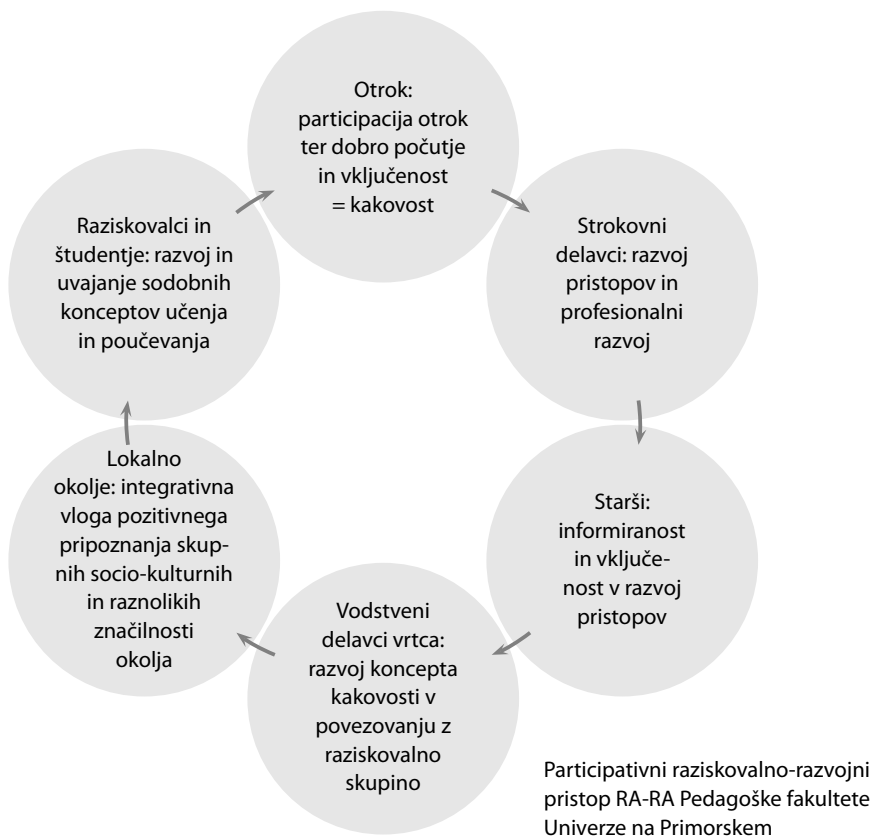 Otrok:
participacija otrok
ter dobro počutje
in vključenost
= kakovost
Strokovni
delavci: razvoj
pristopov in
profesionalni
razvoj
Starši:
informiranost
in vključe-
nost v razvoj
pristopov
Vodstveni
delavci vrtca:
razvoj koncepta
kakovosti v
povezovanju z
raziskovalno
skupino
Lokalno
okolje: integrativna
vloga pozitivnega
pripoznanja skup-
nih socio-kulturnih
in raznolikih
značilnosti
okolja
Raziskovalci in
študentje: razvoj in
uvajanje sodobnih
konceptov učenja
in poučevanja
Participativni raziskovalno-razvojni
pristop RA-RA Pedagoške fakultete
Univerze na Primorskem